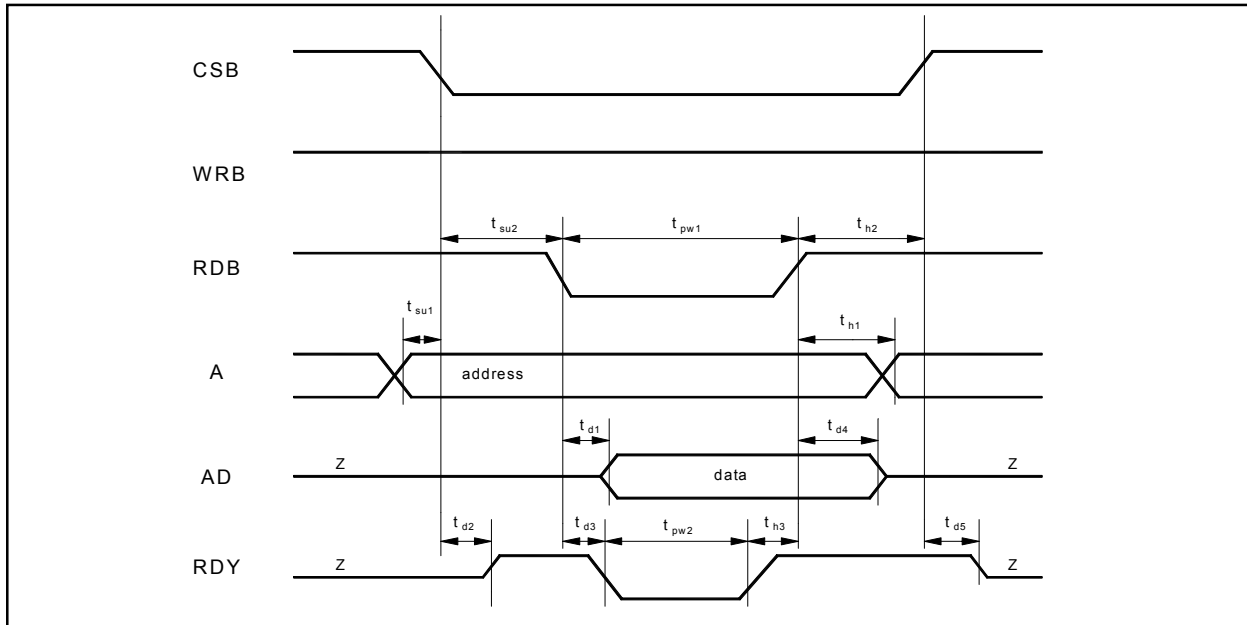 CSB
WRB
t su2 t pw1 t h2
RDB
t su1 t h1
A address
t d1 t d4
Z data Z
AD
t d2 t d3 t pw2 t h3 t d5
Z Z
RDY